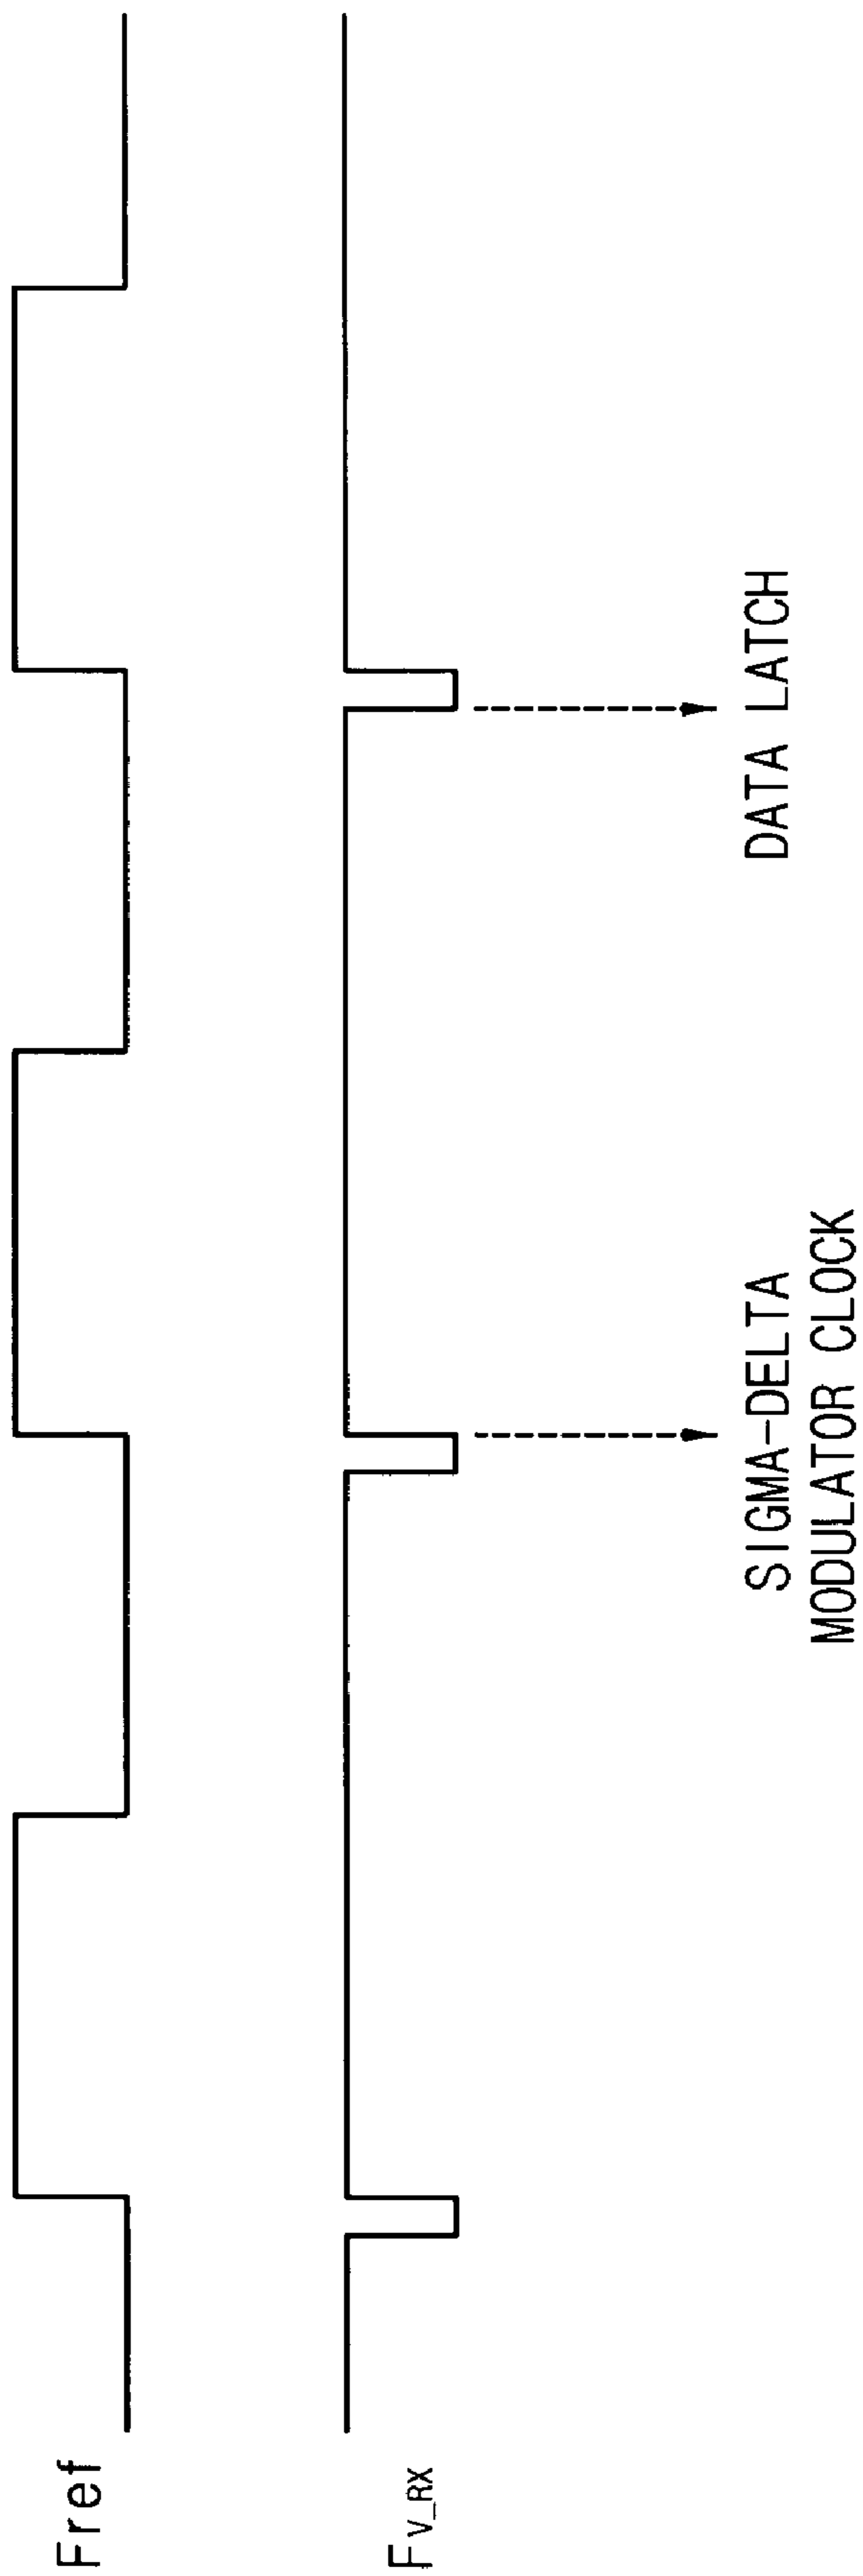 Fref
FV_RX
SIGMA-DELTA
MODULATOR CLOCK
DATA LATCH